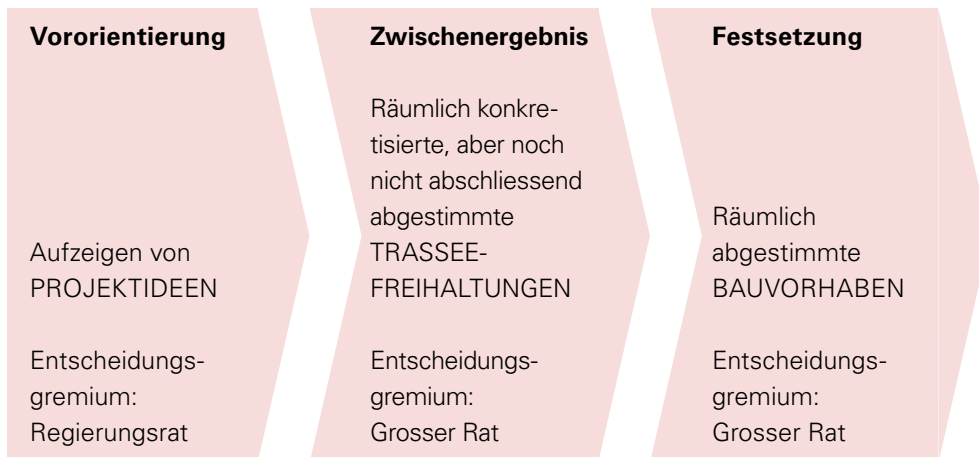 Vororientierung
Aufzeigen von
PROJEKTIDEEN
Entscheidungs-
gremium:
Regierungsrat
Zwischenergebnis
Räumlich konkre-
tisierte, aber noch
nicht abschliessend
abgestimmte
TRASSEE-
FREIHALTUNGEN
Entscheidungs-
gremium:
Grosser Rat
Festsetzung
Räumlich
abgestimmte
BAUVORHABEN
Entscheidungs-
gremium:
Grosser Rat